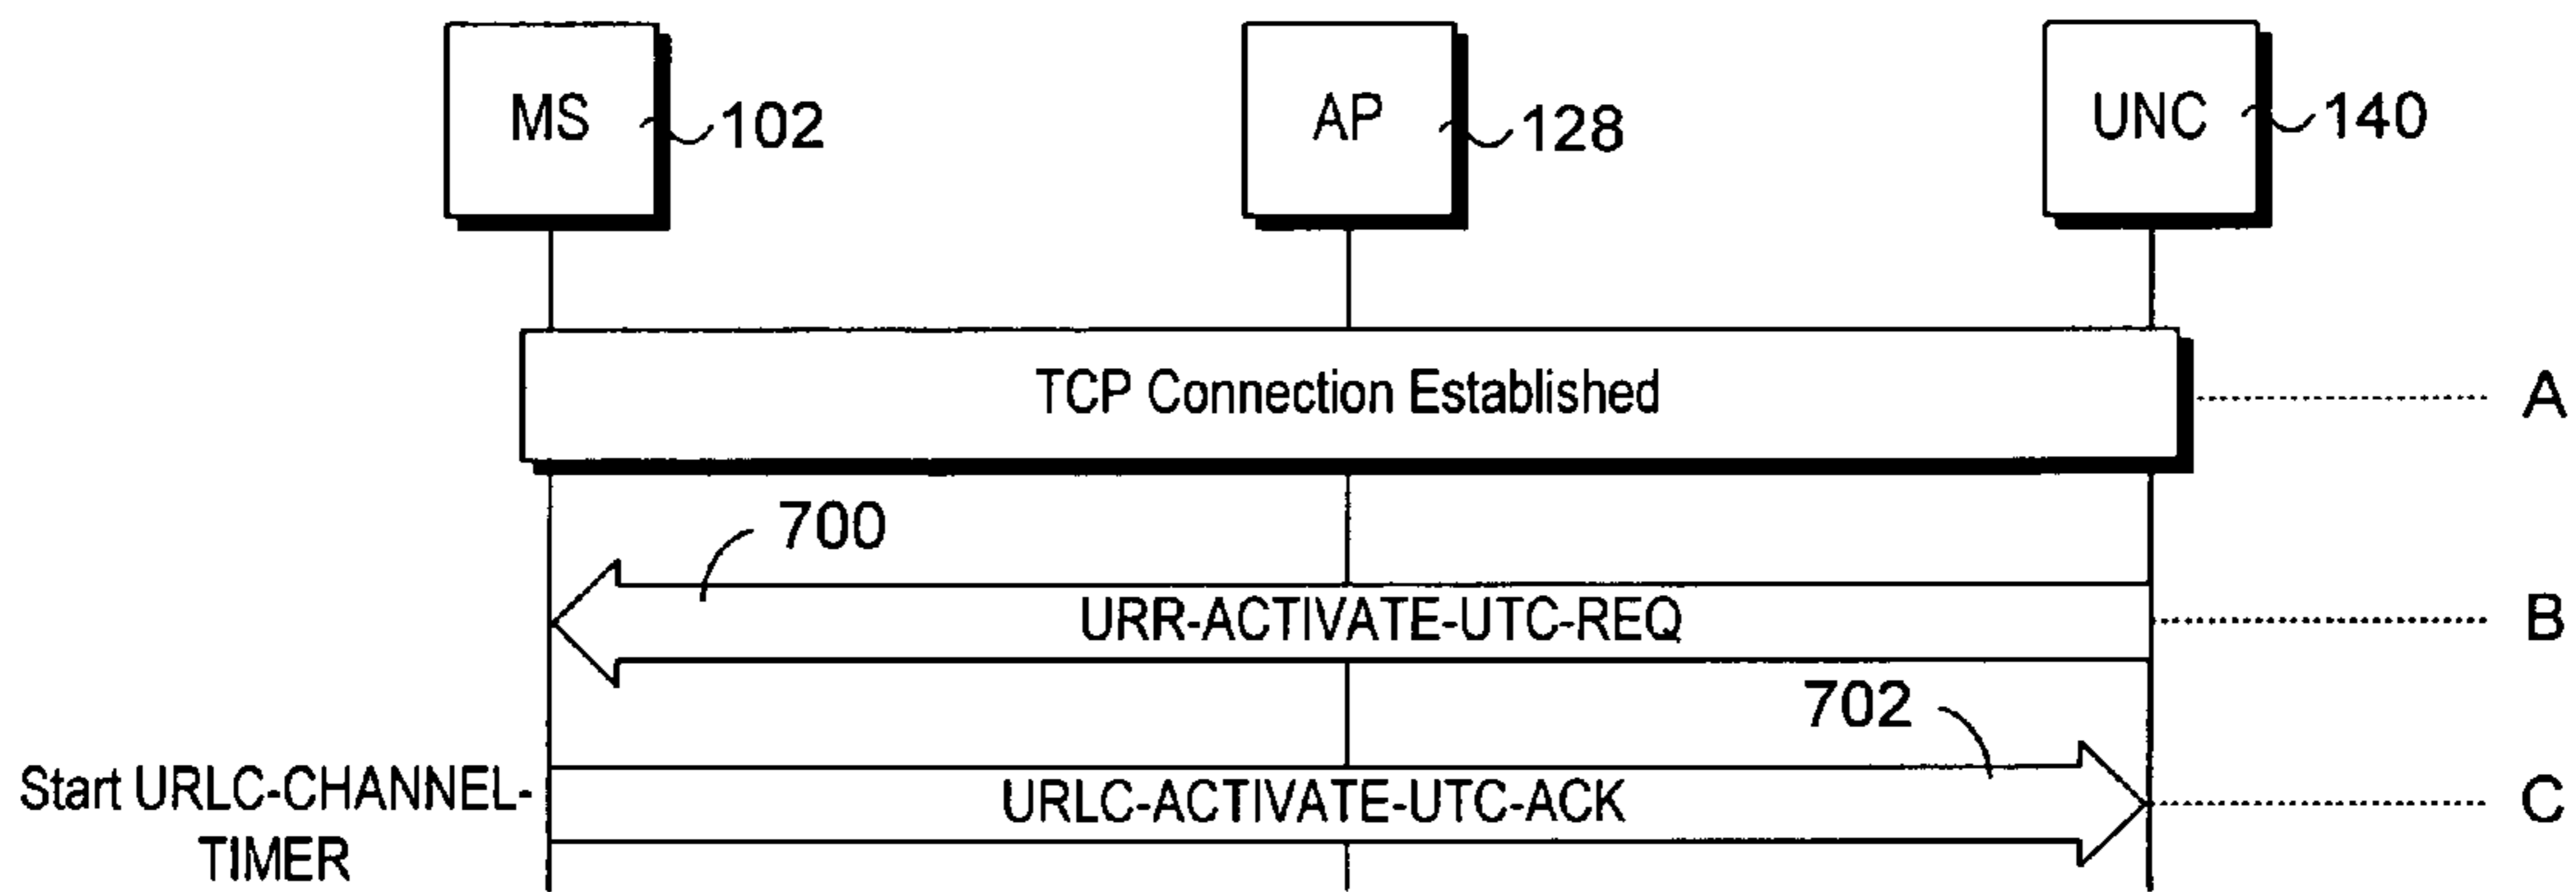 MS
102
AP
128
UNC
140
TCP Connection Established
A
700
URR-ACTIVATE-UTC-REQ
B
702
Start URLC-CHANNEL-
TIMER
URLC-ACTIVATE-UTC-ACK
C